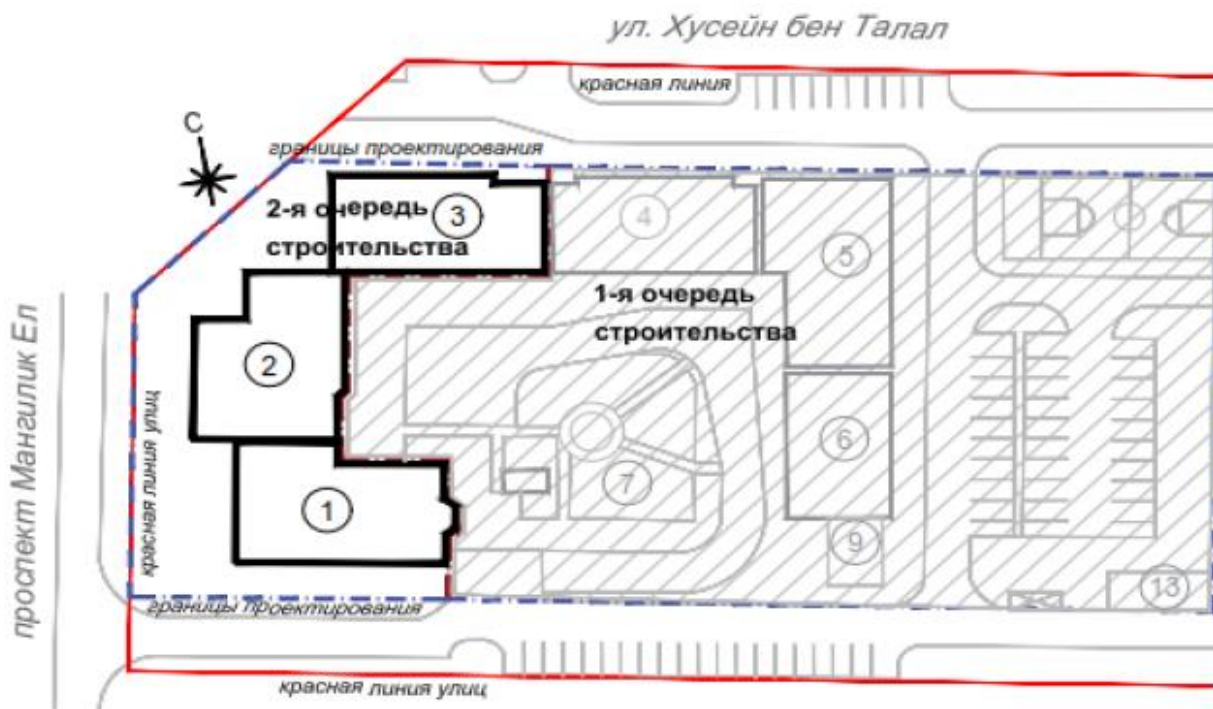 ул. Хусейн бен Талал
красная линия
С
границы проектирования
2-я очередь
строительства
3
4
5
1-я очередь
строительства
2
проспект Мангилик Ел
красная линия улиц
6
7
1
9
13
границы проектирования
красная линия улиц